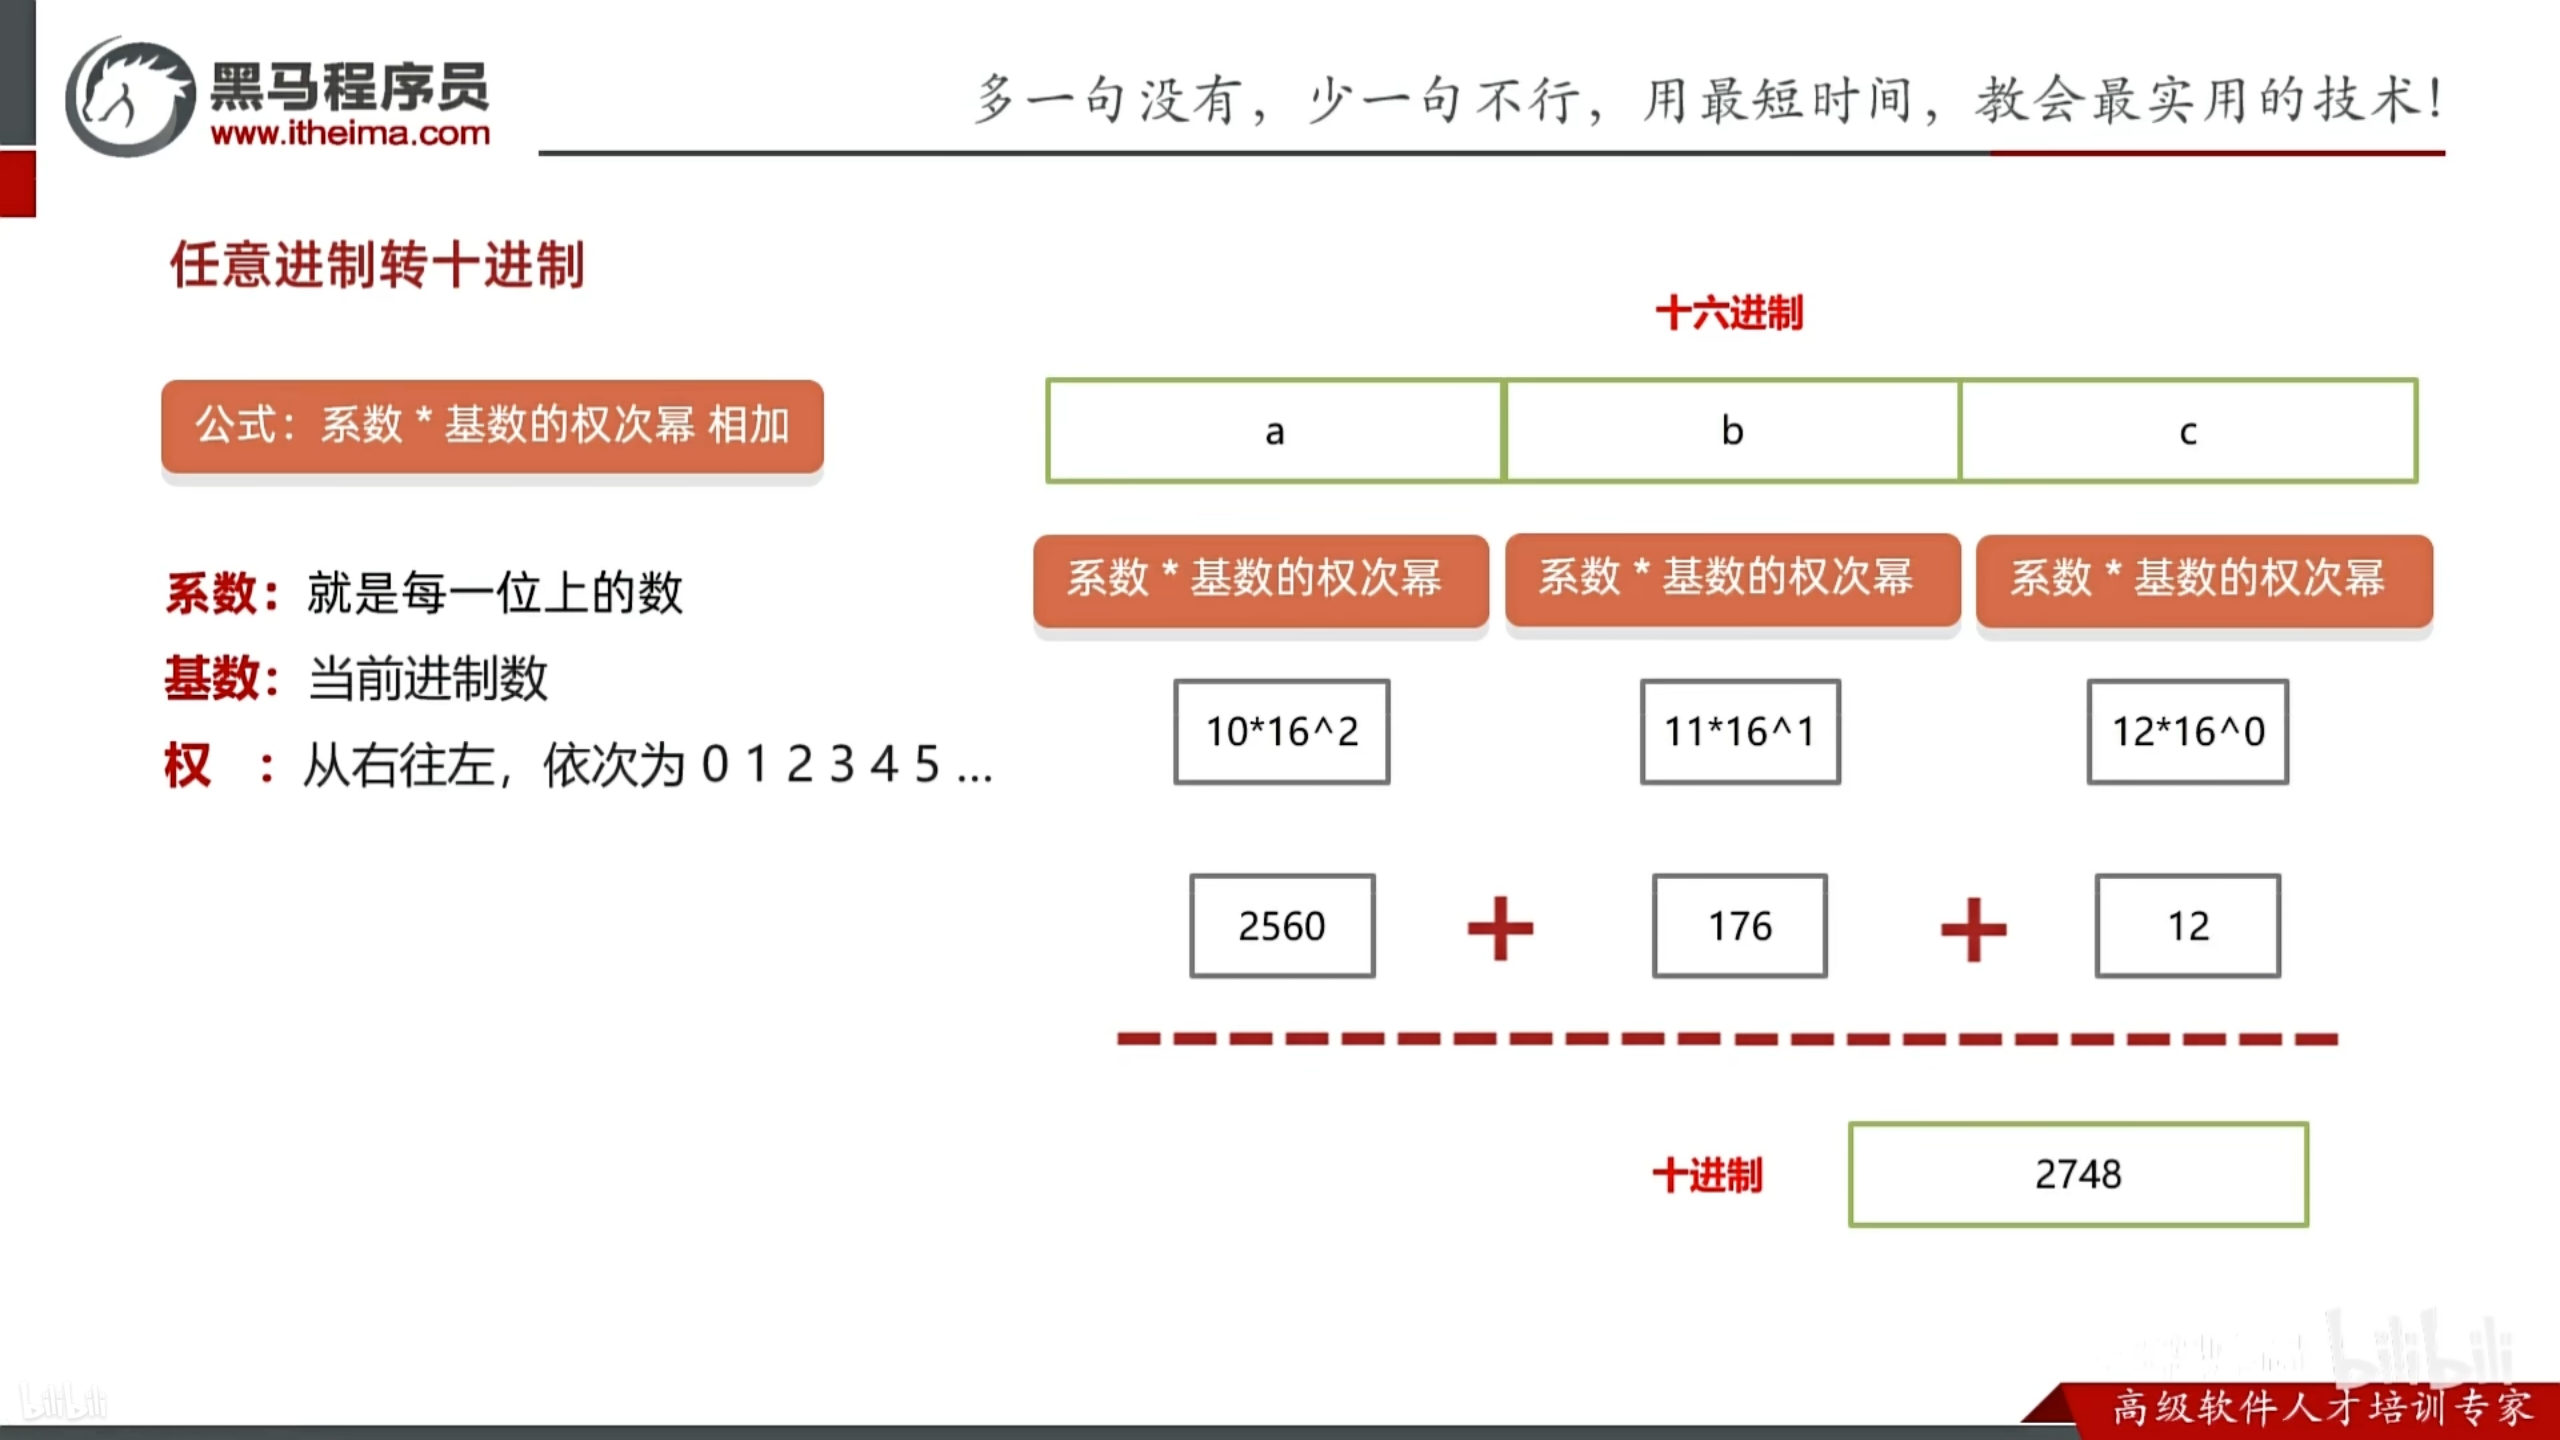 黑马程序员
www.itheima.com
多一句没有，少一句不行，用最短时间，教会最实用的技术！
任意进制转十进制
公式：系数 * 基数的权次幂 相加
系数：就是每一位上的数
基数：当前进制数
权 ：从右往左，依次为 0 1 2 3 4 5 ...
十六进制
a b c
系数 * 基数的权次幂 系数 * 基数的权次幂 系数 * 基数的权次幂
10*16^2 11*16^1 12*16^0
2560 + 176 + 12
十进制 2748
bilibili
bilibili
高级软件人才培训专家